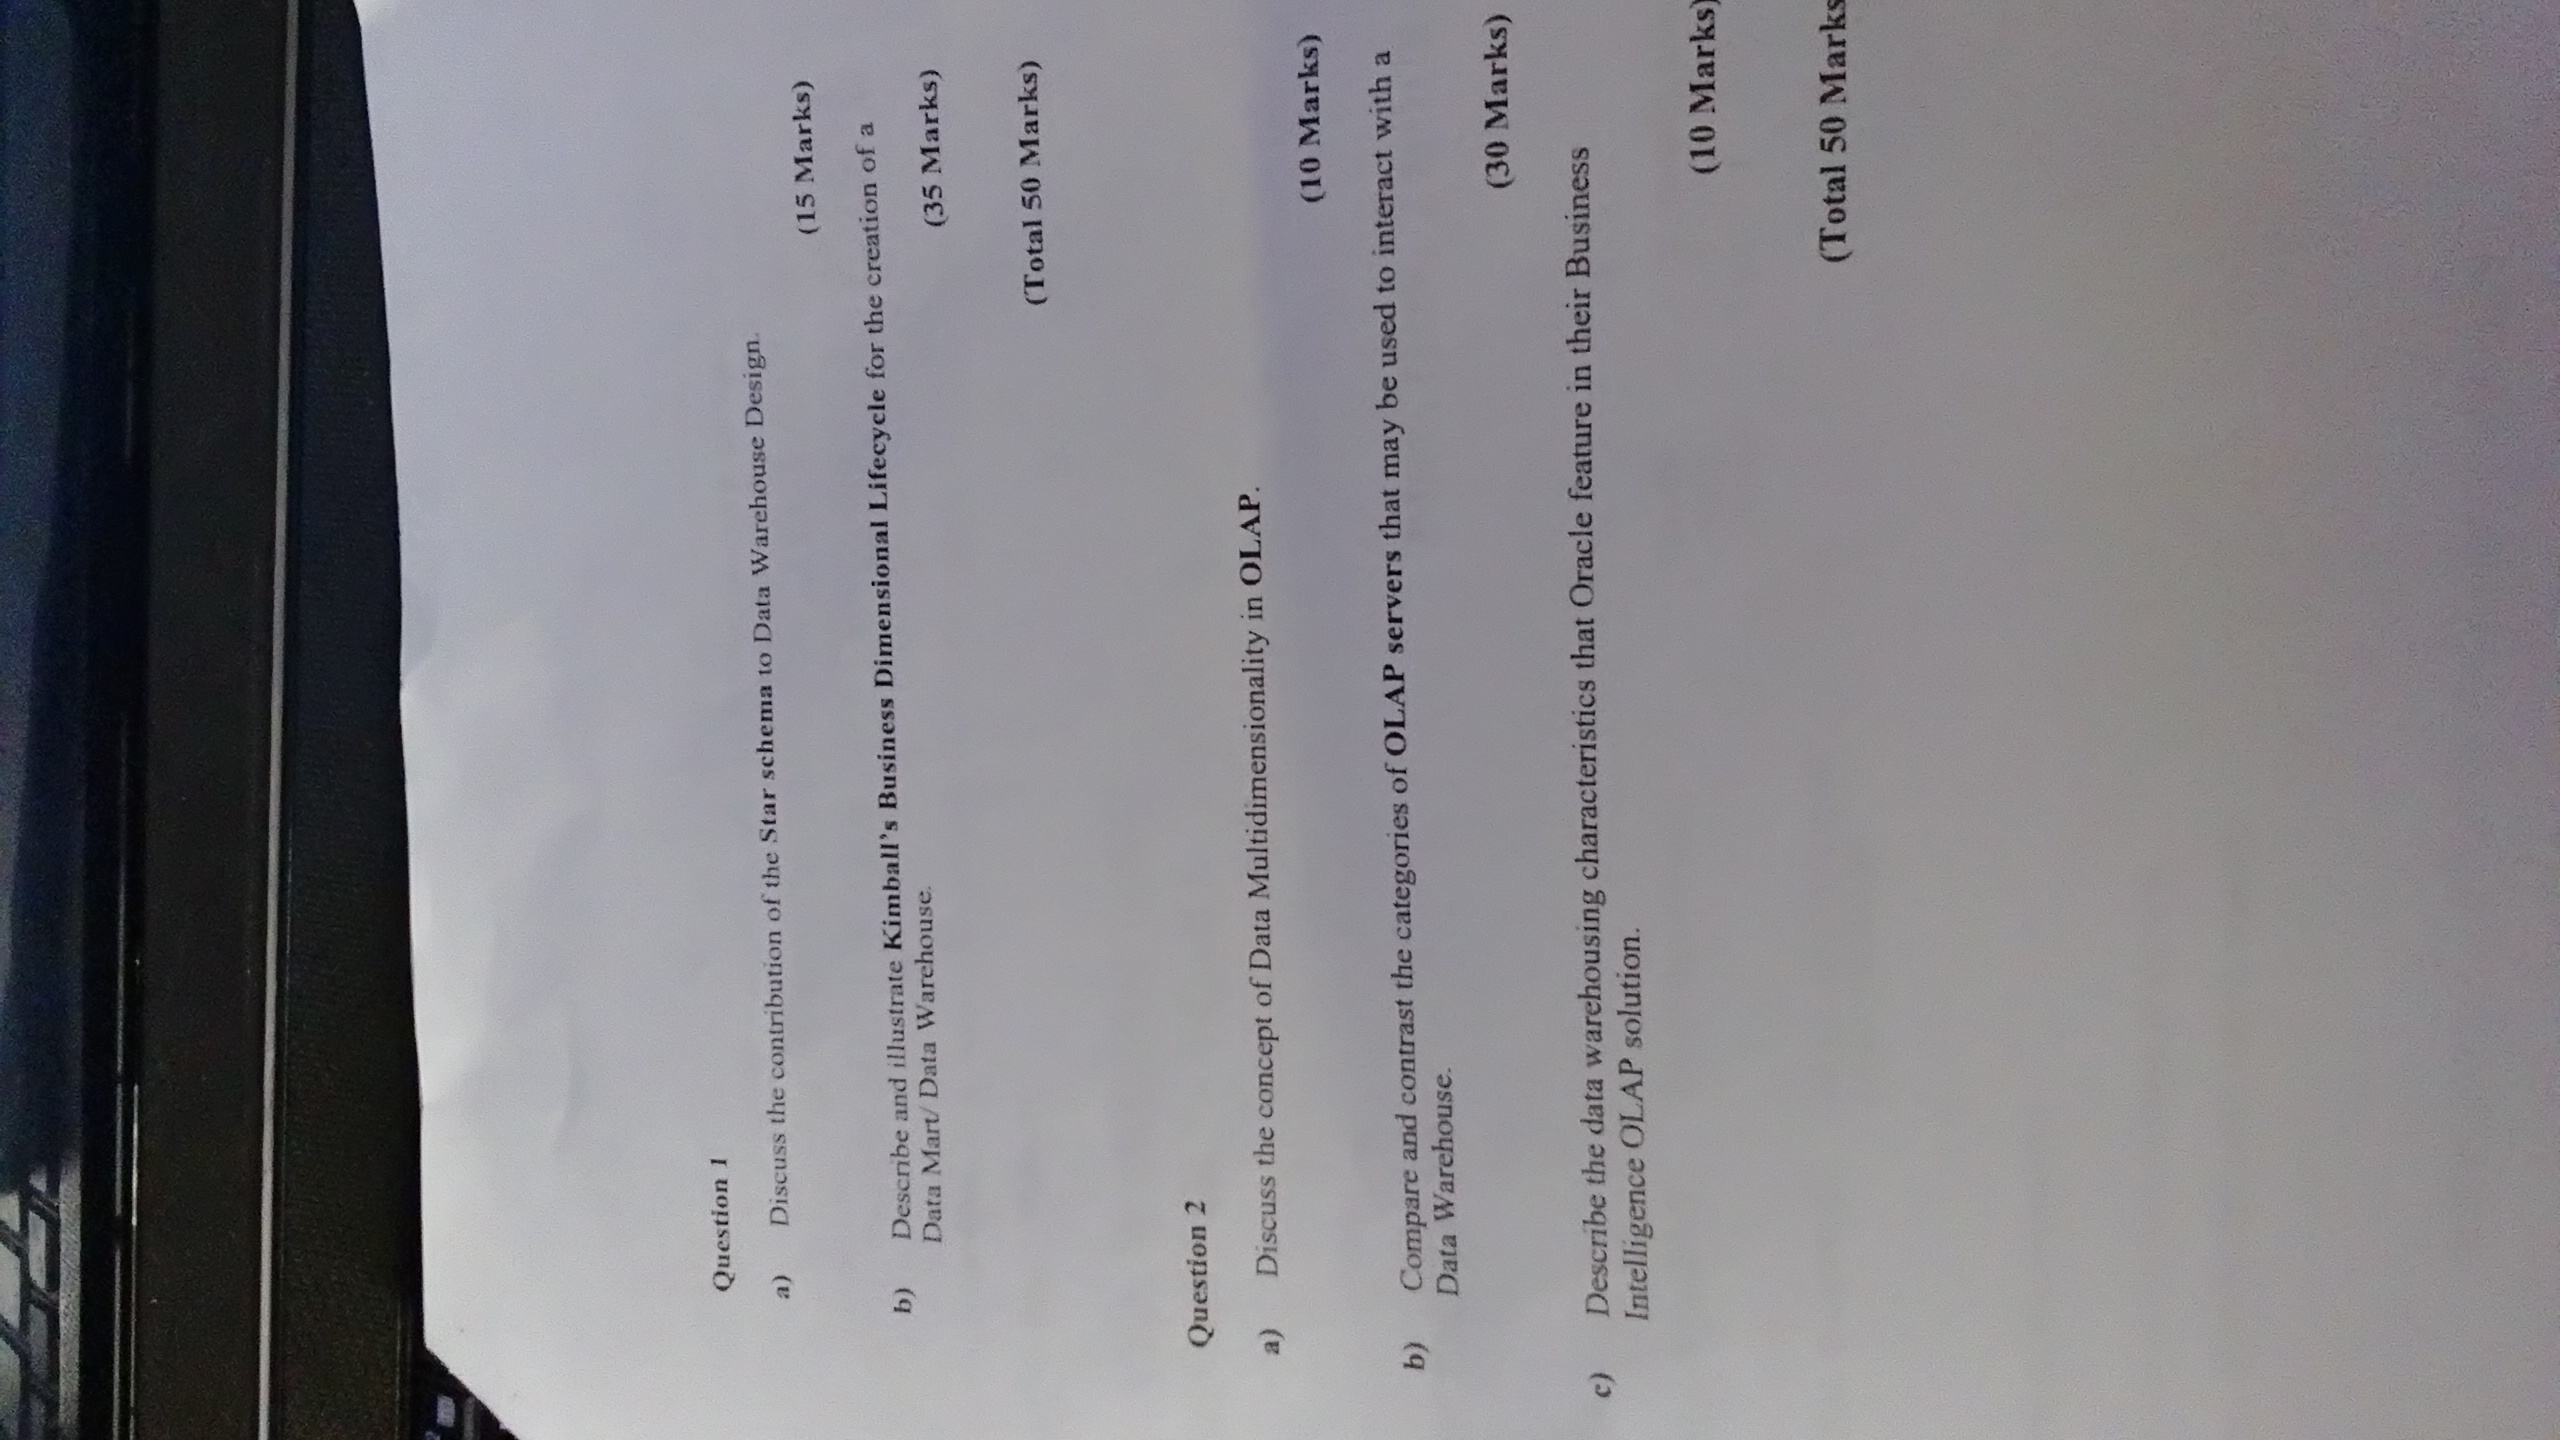 Question 1
a) Discuss the contribution of the Star schema to Data Warehouse Design.
(15 Marks)
b) Describe and illustrate Kimball's Business Dimensional Lifecycle for the creation of a
Data Mart/ Data Warehouse.
(35 Marks)
(Total 50 Marks)
Question 2
a) Discuss the concept of Data Multidimensionality in OLAP.
(10 Marks)
b) Compare and contrast the categories of OLAP servers that may be used to interact with a
Data Warehouse.
(30 Marks)
c) Describe the data warehousing characteristics that Oracle feature in their Business
Intelligence OLAP solution.
(10 Marks)
(Total 50 Marks